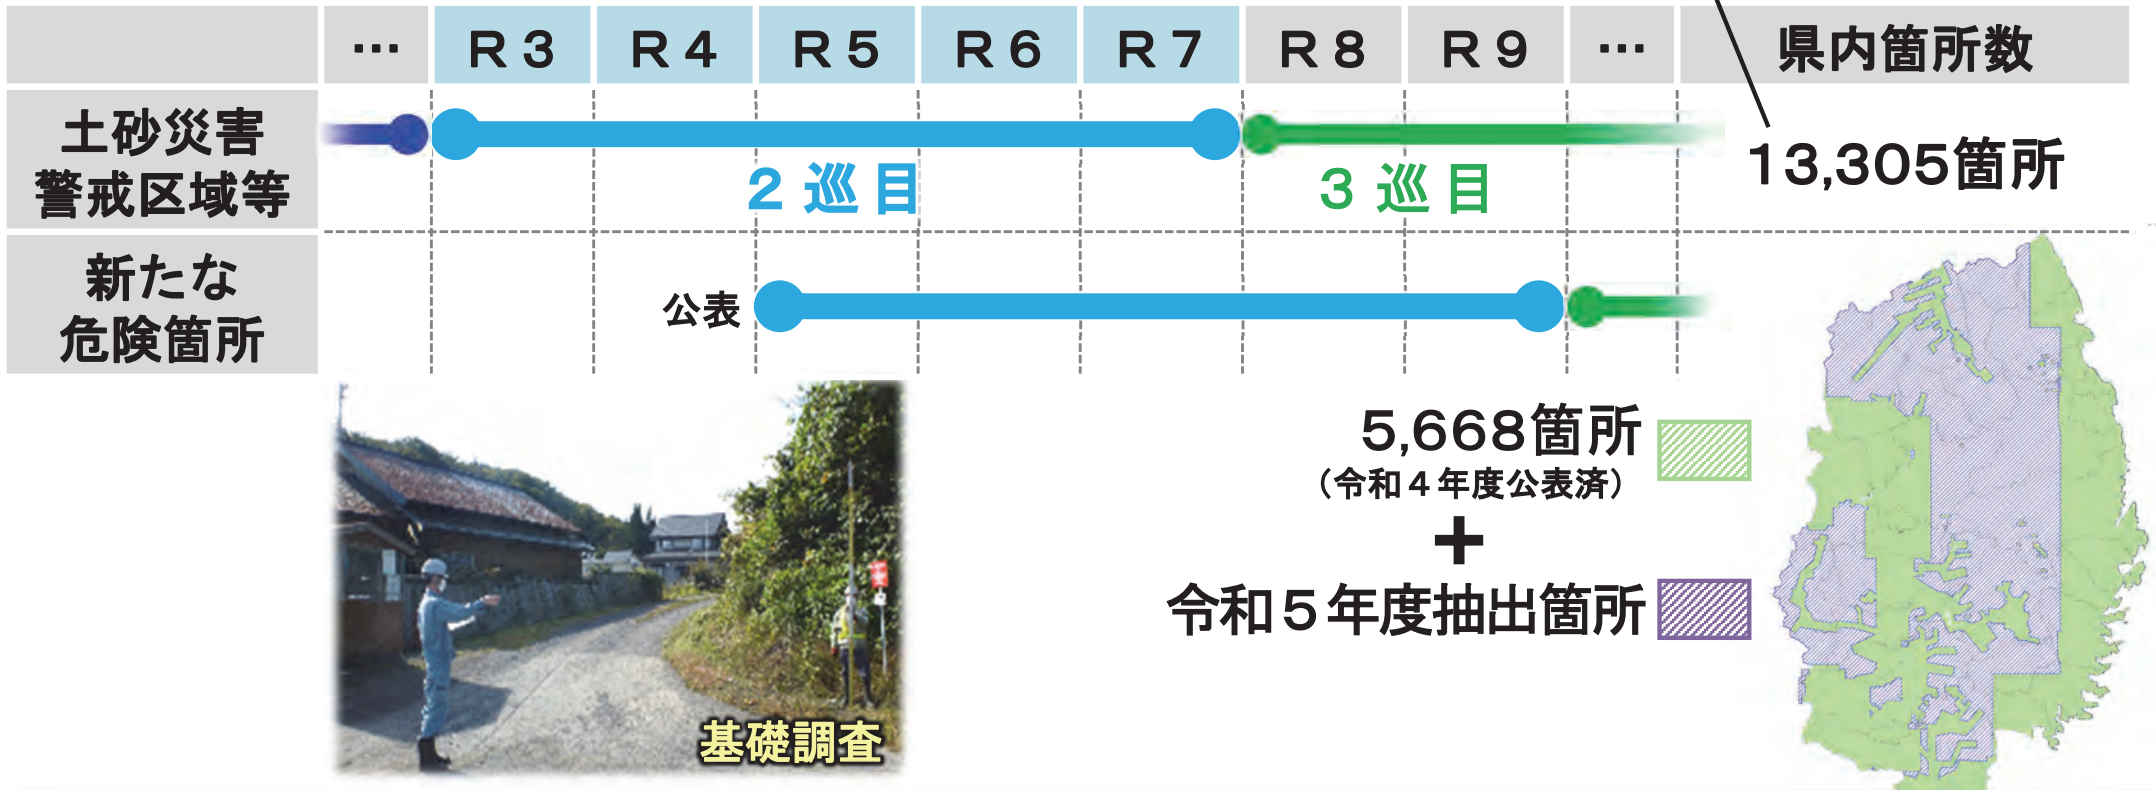 … R3 R4 R5 R6 R7 R8 R9 … 県内箇所数
土砂災害
警戒区域等
2巡目
3巡目
13,305箇所
新たな
危険箇所
公表
5,668箇所
（令和４年度公表済）
＋
令和５年度抽出箇所
基礎調査